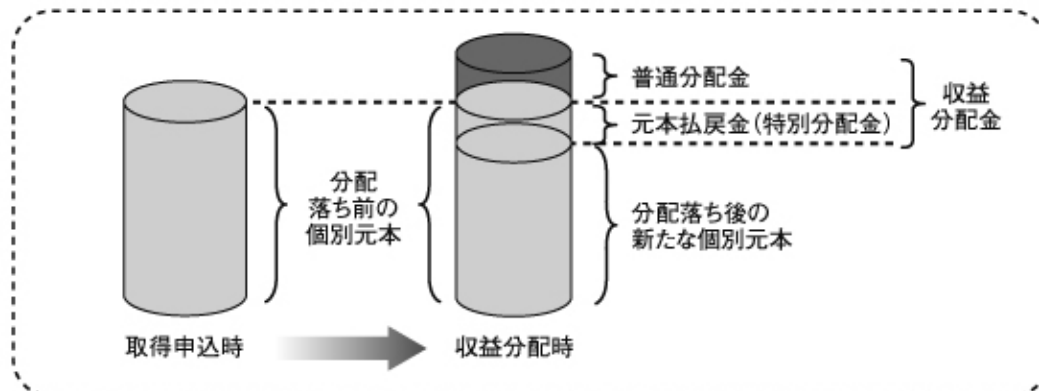 普通分配金
元本払戻金(特別分配金)
収益
分配金
分配
落ち前の
個別元本
分配落ち後の
新たな個別元本
取得申込時
収益分配時